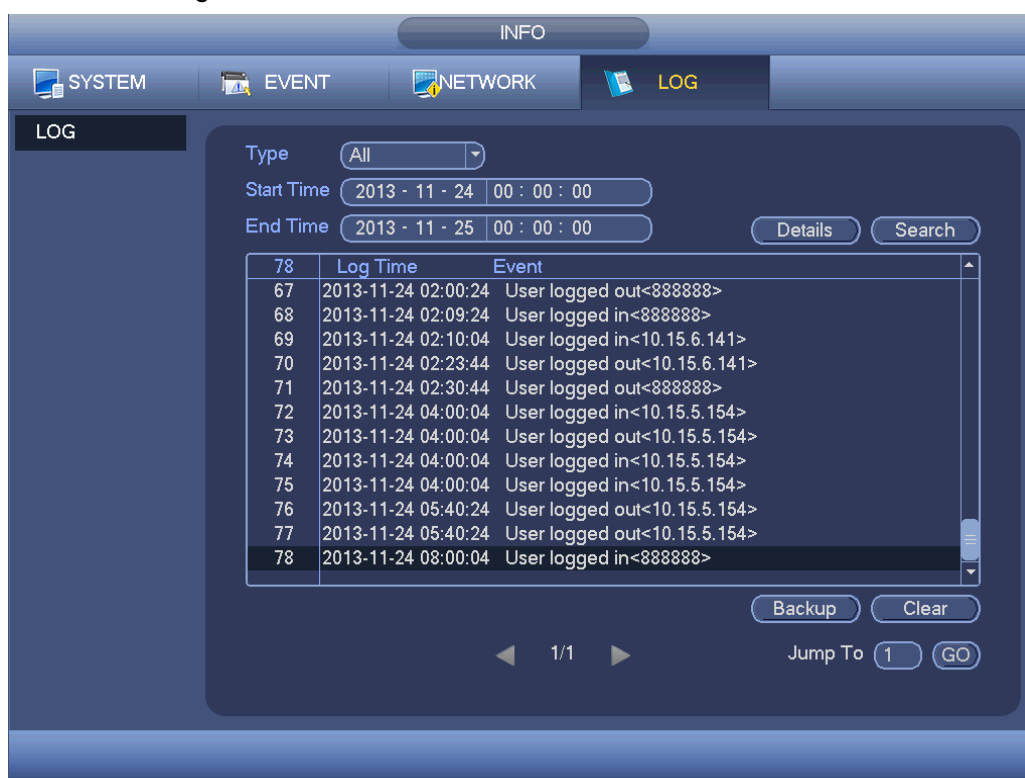 INFO
SYSTEM EVENT NETWORK LOG
LOG
Type All
Start Time 2013 - 11 - 24 00 : 00 : 00
End Time 2013 - 11 - 25 00 : 00 : 00 Details Search
78 Log Time Event
67 2013-11-24 02:00:24 User logged out<888888>
68 2013-11-24 02:09:24 User logged in<888888>
69 2013-11-24 02:10:04 User logged in<10.15.6.141>
70 2013-11-24 02:23:44 User logged out<10.15.6.141>
71 2013-11-24 02:30:44 User logged out<888888>
72 2013-11-24 04:00:04 User logged in<10.15.5.154>
73 2013-11-24 04:00:04 User logged out<10.15.5.154>
74 2013-11-24 04:00:04 User logged in<10.15.5.154>
75 2013-11-24 04:00:04 User logged in<10.15.5.154>
76 2013-11-24 05:40:24 User logged out<10.15.5.154>
77 2013-11-24 05:40:24 User logged out<10.15.5.154>
78 2013-11-24 08:00:04 User logged in<888888>
Backup Clear
1/1 Jump To 1 GO